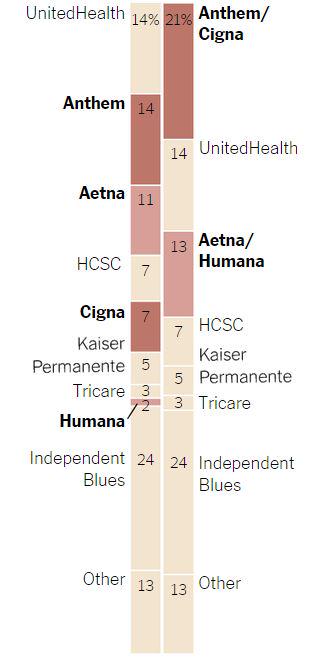 UnitedHealth 14%
Anthem 14
Aetna 11
HCSC 7
Cigna 7
Kaiser
Permanente 5
Tricare 3
Humana 2
Independent
Blues 24
Other 13
21% Anthem/
Cigna
14 UnitedHealth
13 Aetna/
Humana
7 HCSC
Kaiser
5 Permanente
3 Tricare
24 Independent
Blues
13 Other